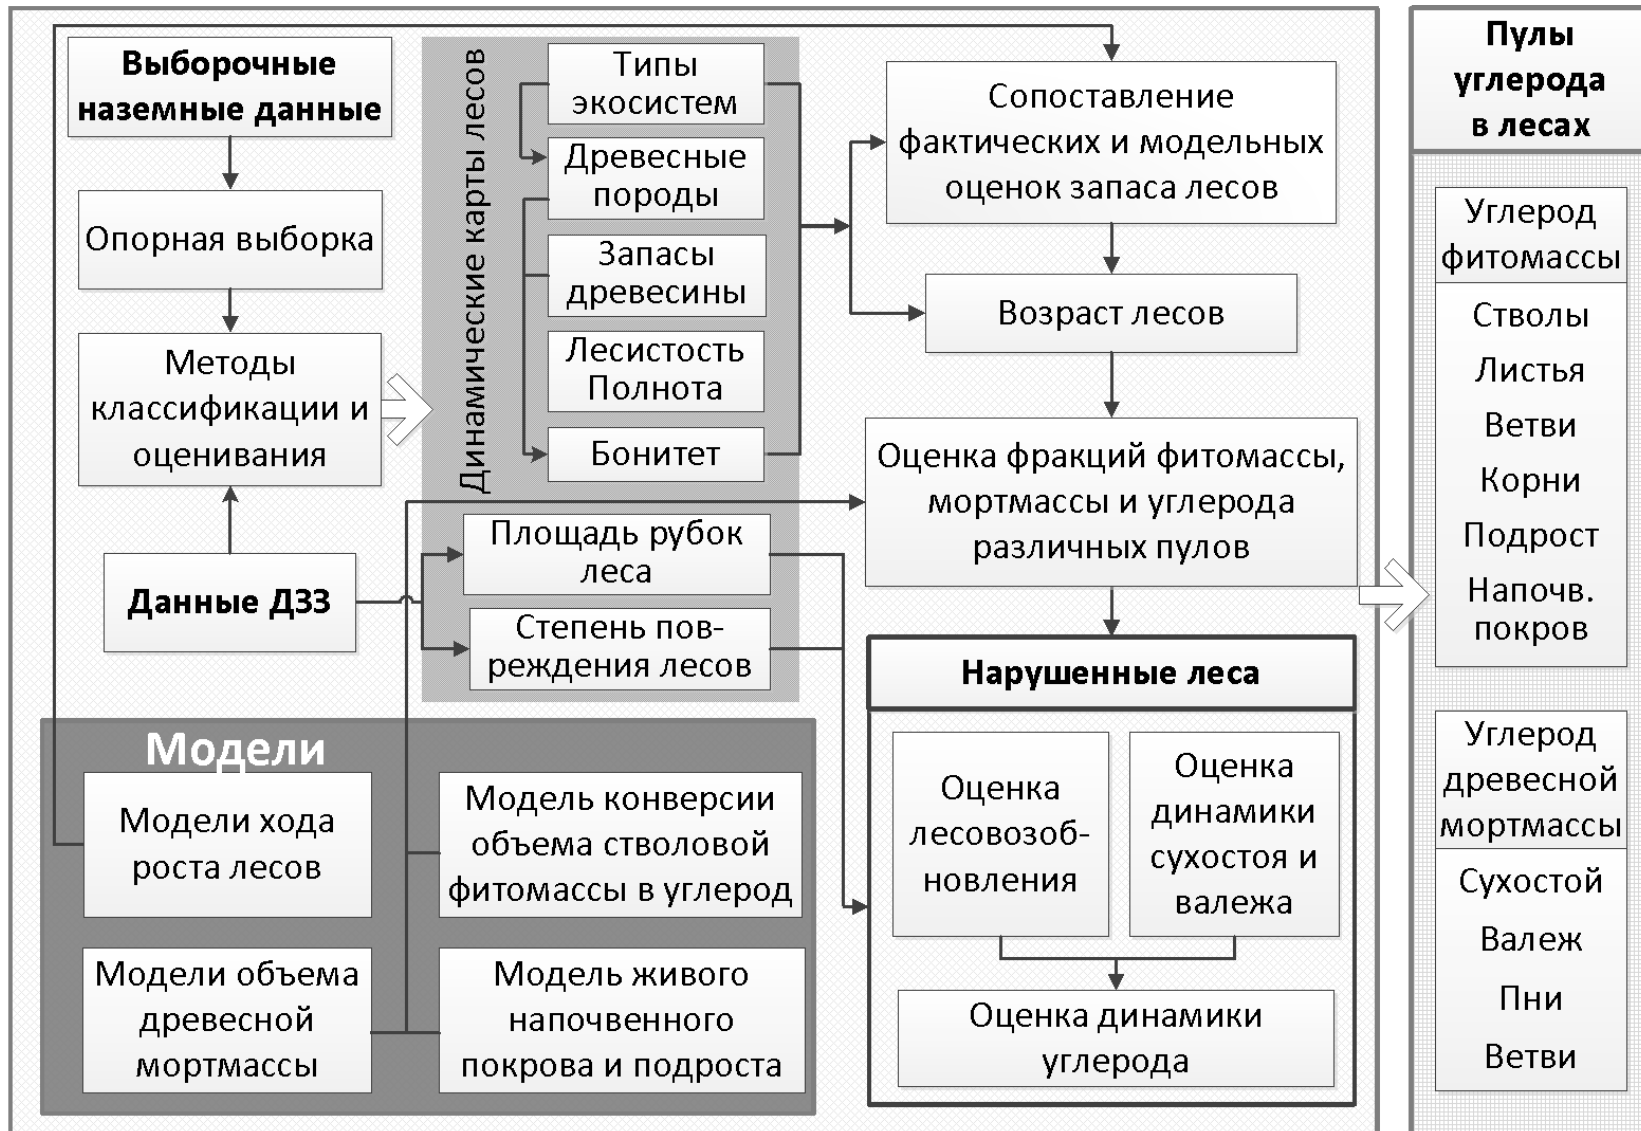 Выборочные
наземные данные
Опорная выборка
Методы
классификации и
оценивания
Данные ДЗЗ
Динамические карты лесов
Типы
экосистем
Древесные
породы
Запасы
древесины
Лесистость
Полнота
Бонитет
Площадь рубок
леса
Степень пов-
реждения лесов
Сопоставление
фактических и модельных
оценок запаса лесов
Возраст лесов
Оценка фракций фитомассы,
мортмассы и углерода
различных пулов
Нарушенные леса
Оценка
лесовозоб-
новления
Оценка
динамики
сухостоя и
валежа
Оценка динамики
углерода
Модели
Модели хода
роста лесов
Модель конверсии
объема стволовой
фитомассы в углерод
Модели объема
древесной
мортмассы
Модель живого
напочвенного
покрова и подроста
Пулы
углерода
в лесах
Углерод
фитомассы
Стволы
Листья
Ветви
Корни
Подрост
Напочв.
покров
Углерод
древесной
мортмассы
Сухостой
Валеж
Пни
Ветви